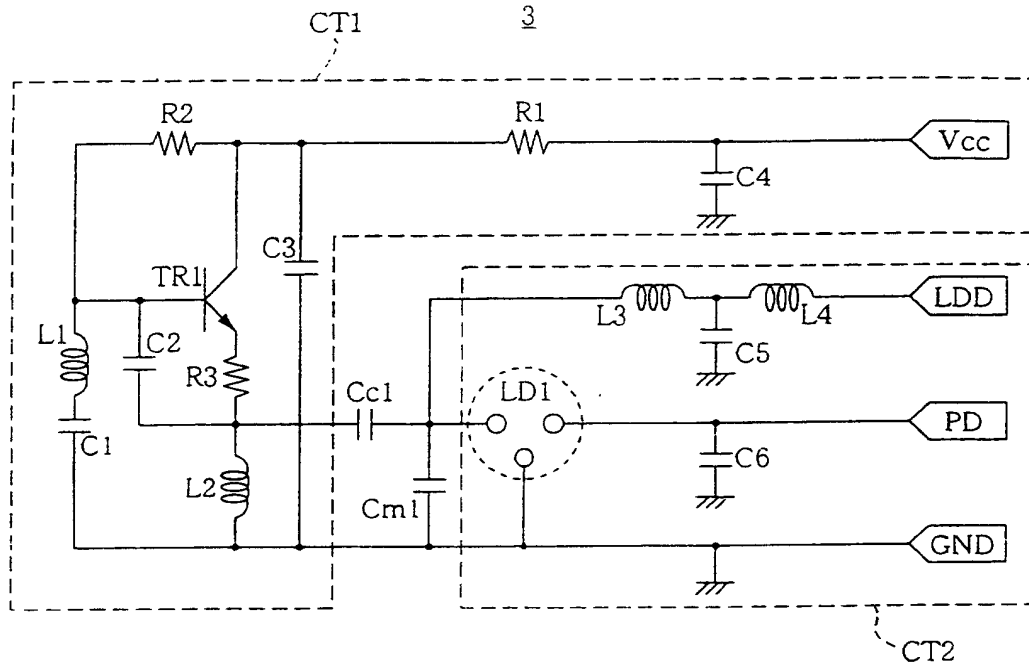 3
CT1
R2
R1
Vcc
C4
C3
TR1
LDD
L3
L4
L1
C2
C5
R3
Cc1
LD1
PD
C1
C6
L2
Cm1
GND
CT2